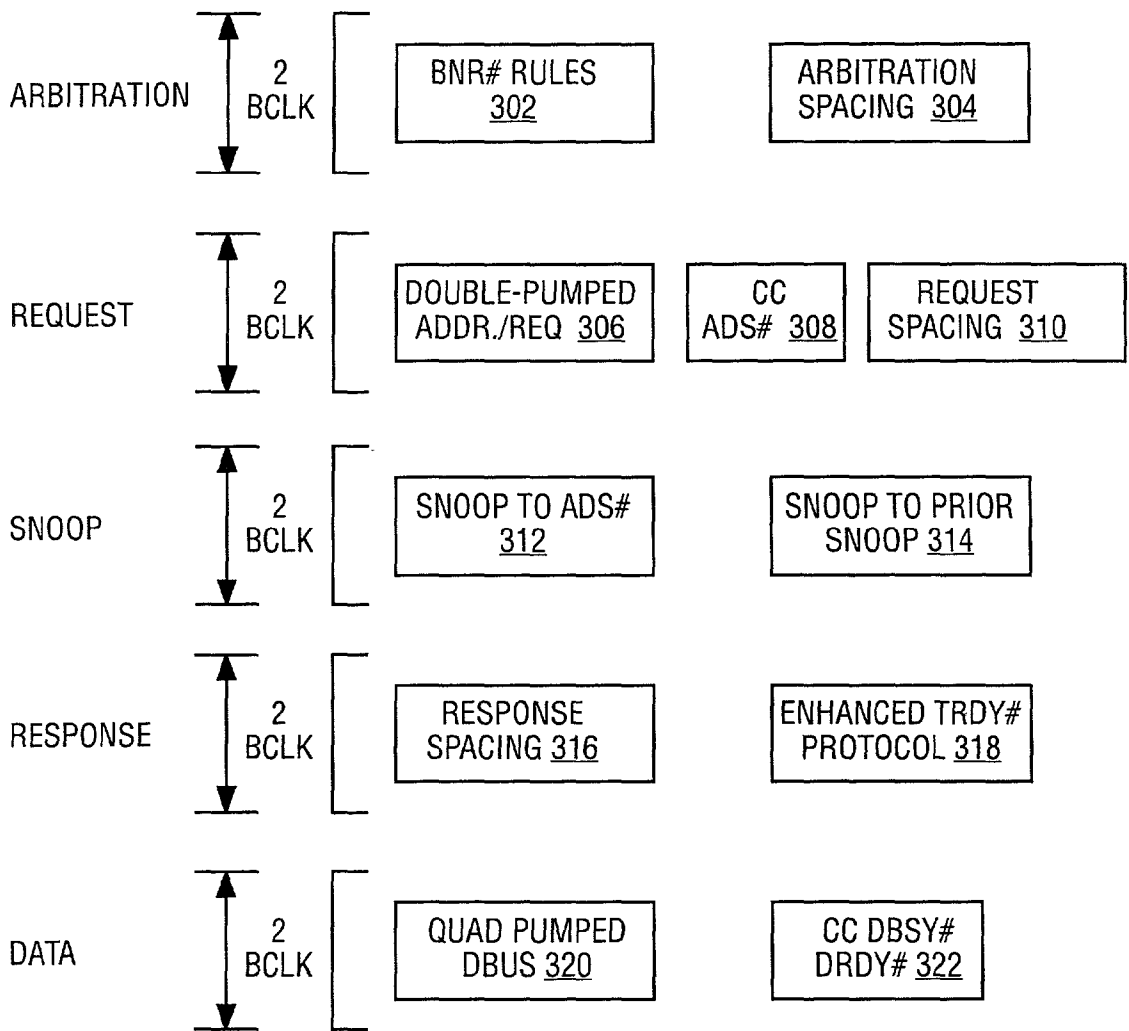 ARBITRATION
2
BCLK
BNR# RULES
302
ARBITRATION
SPACING 304
REQUEST
2
BCLK
DOUBLE-PUMPED
ADDR./REQ 306
CC
ADS# 308
REQUEST
SPACING 310
SNOOP
2
BCLK
SNOOP TO ADS#
312
SNOOP TO PRIOR
SNOOP 314
RESPONSE
2
BCLK
RESPONSE
SPACING 316
ENHANCED TRDY#
PROTOCOL 318
DATA
2
BCLK
QUAD PUMPED
DBUS 320
CC DBSY#
DRDY# 322